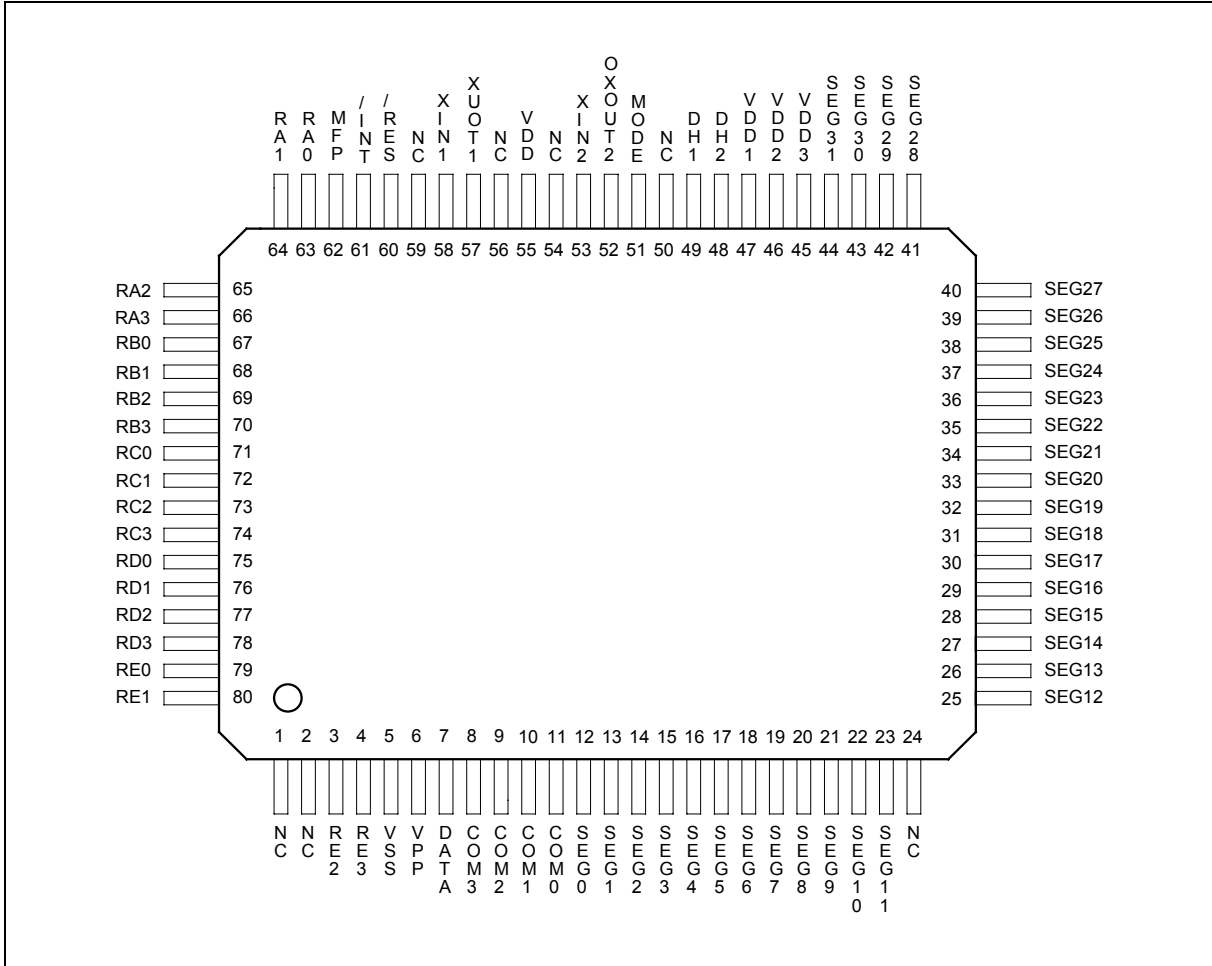 RA1 RA0 MFP /INT /RES NC XIN1 XUOT1 NC VDD NC XIN2 OXOUT2 MODE NC DH1 DH2 VDD1 VDD2 VDD3 SEG31 SEG30 SEG29 SEG28
64 63 62 61 60 59 58 57 56 55 54 53 52 51 50 49 48 47 46 45 44 43 42 41
RA2 65 40 SEG27
RA3 66 39 SEG26
RB0 67 38 SEG25
RB1 68 37 SEG24
RB2 69 36 SEG23
RB3 70 35 SEG22
RC0 71 34 SEG21
RC1 72 33 SEG20
RC2 73 32 SEG19
RC3 74 31 SEG18
RD0 75 30 SEG17
RD1 76 29 SEG16
RD2 77 28 SEG15
RD3 78 27 SEG14
RE0 79 26 SEG13
RE1 80 25 SEG12
1 2 3 4 5 6 7 8 9 10 11 12 13 14 15 16 17 18 19 20 21 22 23 24
NC NC RE2 RE3 VSS VPP DATA COM3 COM2 COM1 COM0 SEG0 SEG1 SEG2 SEG3 SEG4 SEG5 SEG6 SEG7 SEG8 SEG9 SEG10 SEG11 NC